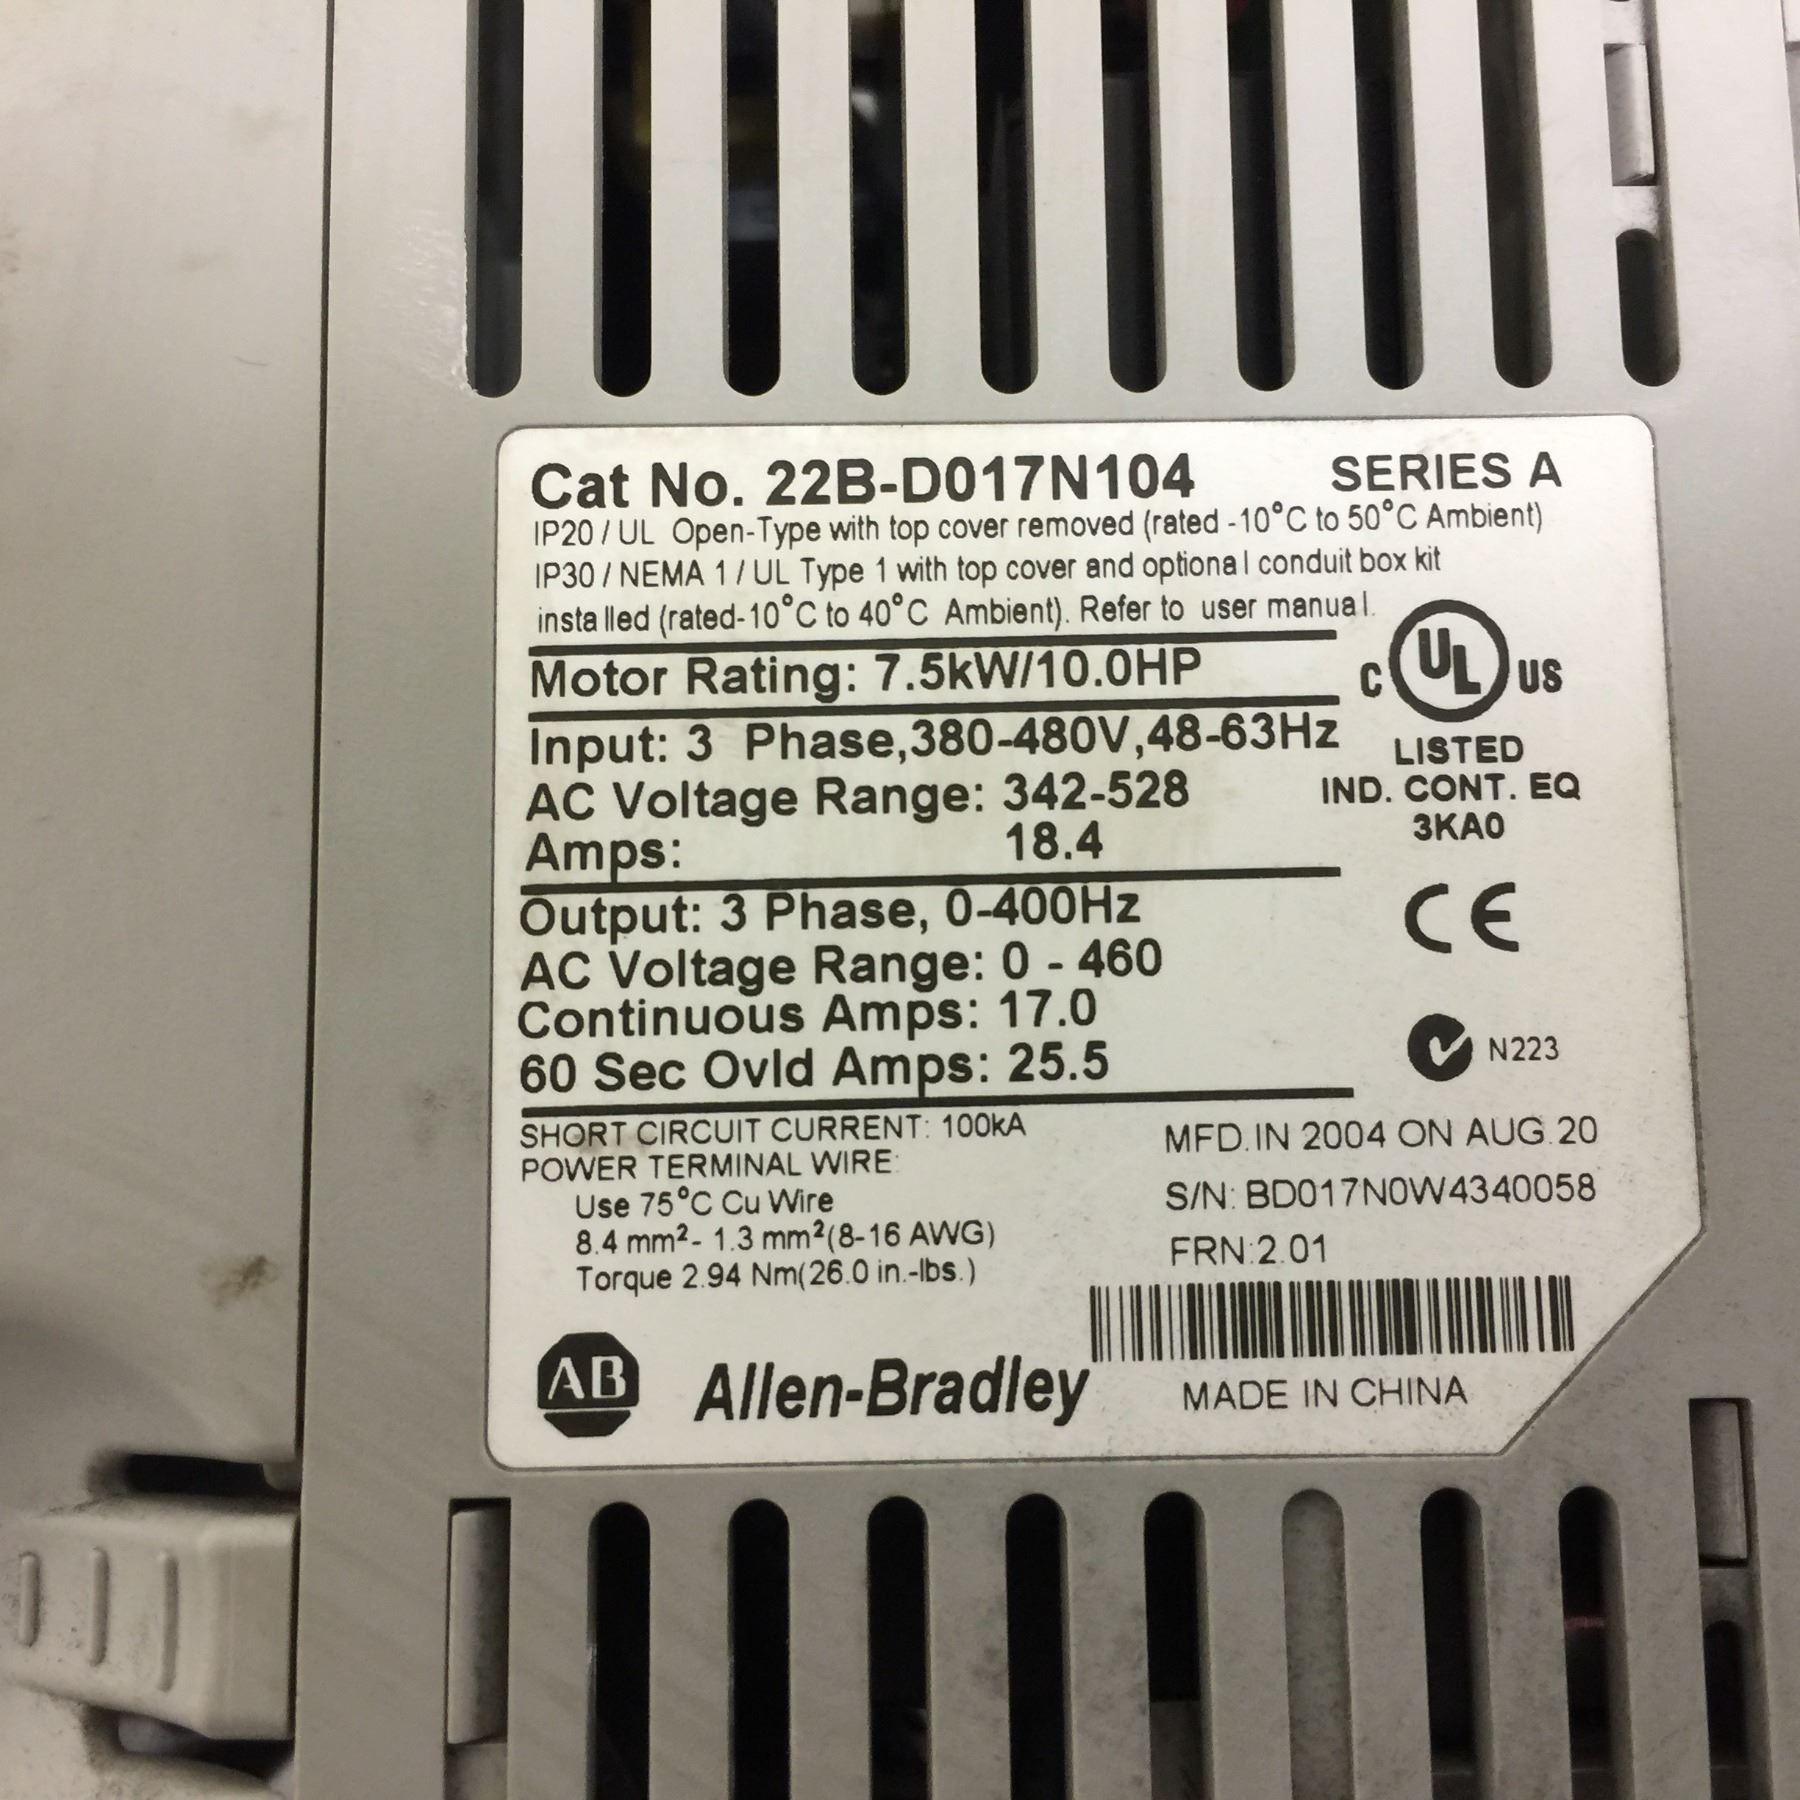 Cat No. 22B-D017N104 SERIES A
IP20 / UL Open-Type with top cover removed (rated -10°C to 50°C Ambient)
IP30 / NEMA 1 / UL Type 1 with top cover and optional conduit box kit
installed (rated-10°C to 40°C Ambient). Refer to user manual.
Motor Rating: 7.5kW/10.0HP
C UL US
Input: 3 Phase,380-480V,48-63Hz
LISTED
AC Voltage Range: 342-528
IND. CONT. EQ
Amps: 18.4
3KA0
Output: 3 Phase, 0-400Hz
CE
AC Voltage Range: 0 - 460
Continuous Amps: 17.0
N223
60 Sec Ovld Amps: 25.5
SHORT CIRCUIT CURRENT: 100kA
MFD. IN 2004 ON AUG. 20
POWER TERMINAL WIRE:
Use 75°C Cu Wire
S/N: BD017N0W4340058
8.4 mm²- 1.3 mm²(8-16 AWG)
FRN:2.01
Torque 2.94 Nm(26.0 in.-lbs.)
AB Allen-Bradley
MADE IN CHINA